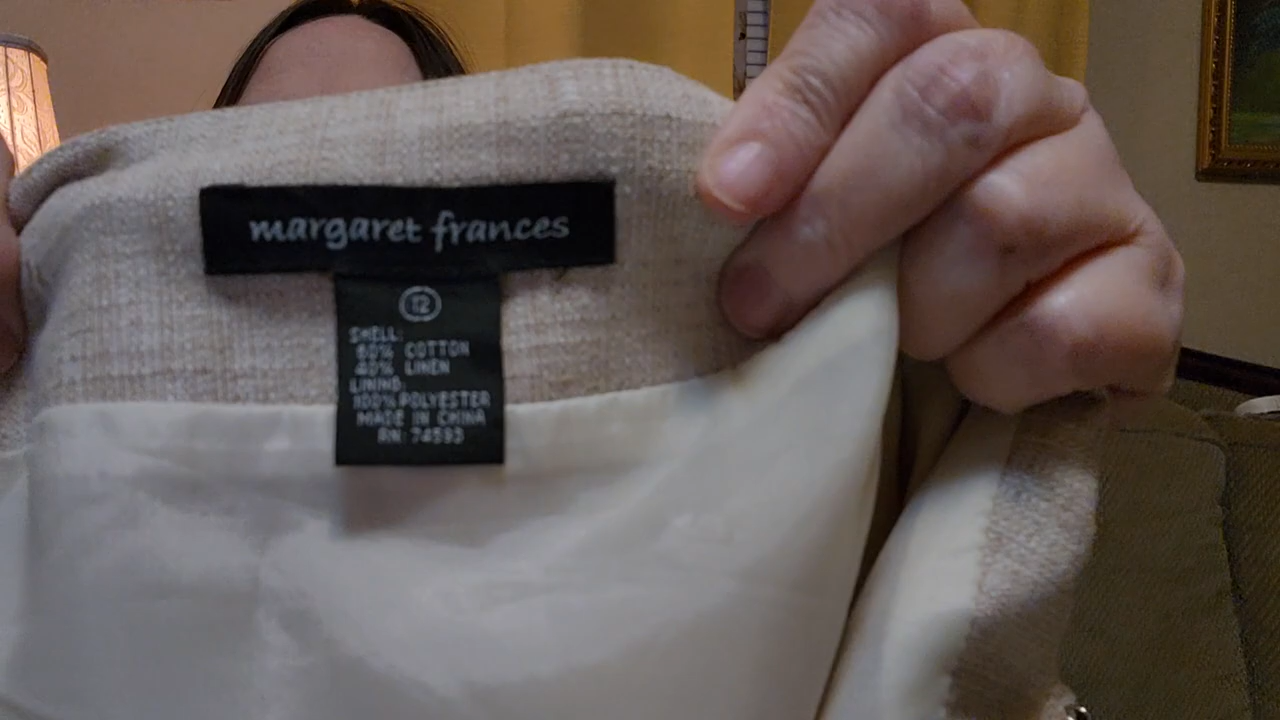 margaret frances
12
SHELL:
60% COTTON
40% LINEN
LINING:
100% POLYESTER
MADE IN CHINA
RN: 74593